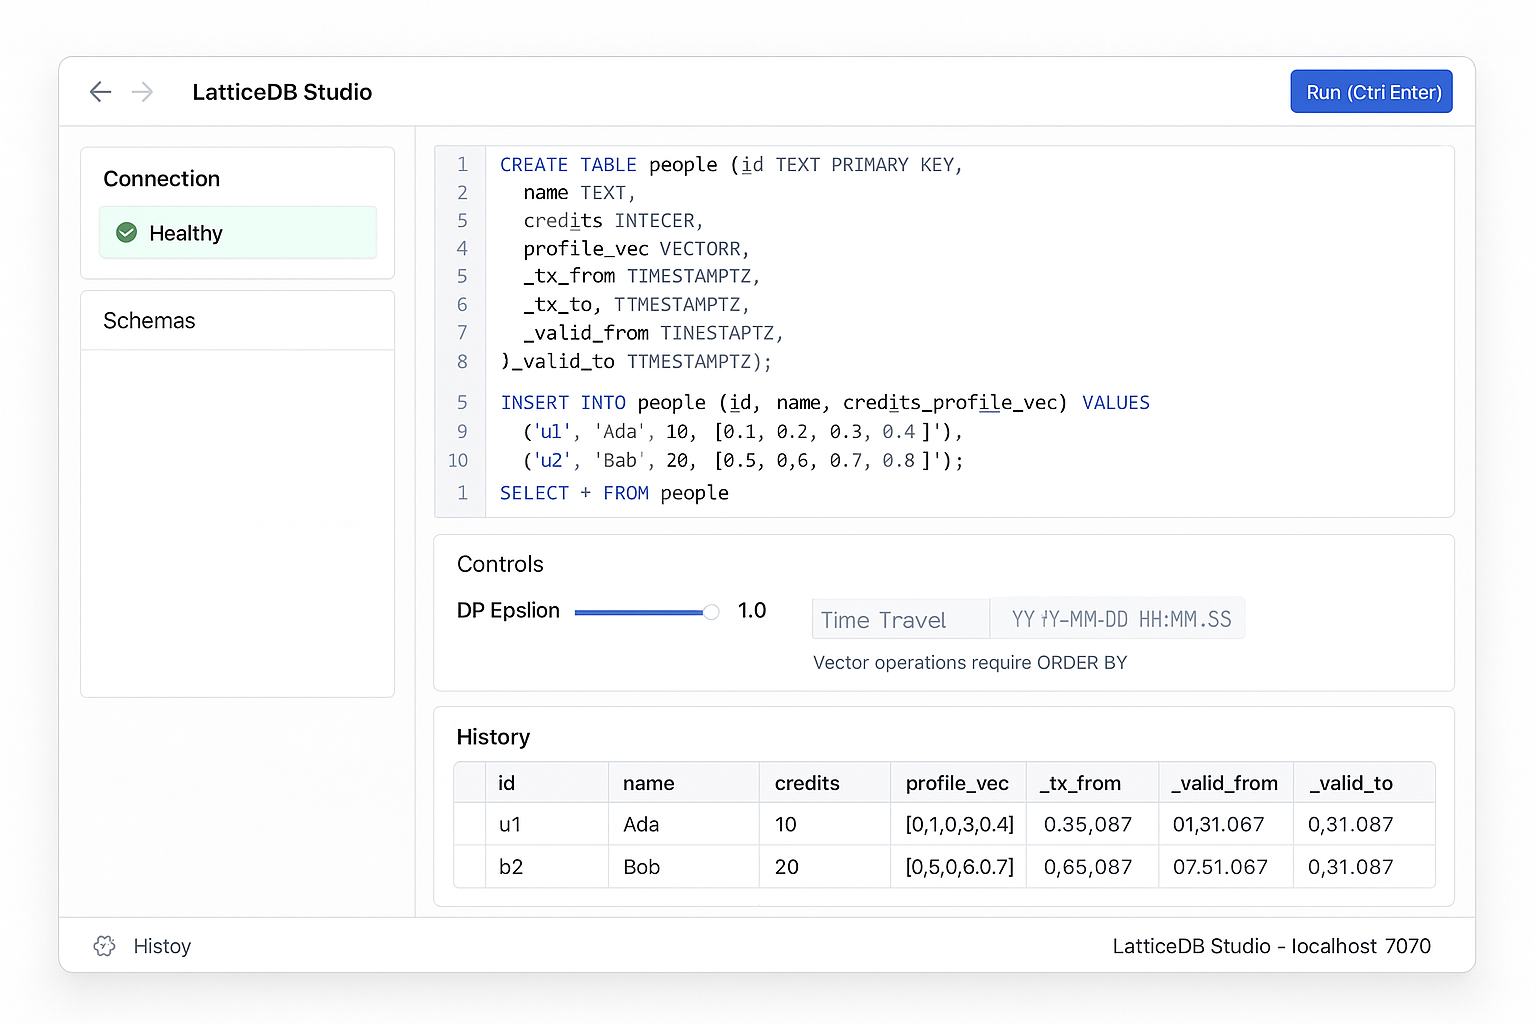 LatticeDB Studio
Run (Ctri Enter)
Connection
Healthy
Schemas
1 CREATE TABLE people (id TEXT PRIMARY KEY,
2 name TEXT,
5 credits INTECER,
4 profile_vec VECTORR,
5 _tx_from TIMESTAMPTZ,
6 _tx_to, TTMESTAMPTZ,
7 _valid_from TINESTAPTZ,
8 )_valid_to TTMESTAMPTZ);
5 INSERT INTO people (id, name, credits_profile_vec) VALUES
9 ('u1', 'Ada', 10, [0.1, 0.2, 0.3, 0.4 ]'),
10 ('u2', 'Bab', 20, [0.5, 0,6, 0.7, 0.8 ]');
1 SELECT + FROM people
Controls
DP Epslion 1.0
Time Travel YY YY-MM-DD HH:MM.SS
Vector operations require ORDER BY
History
id name credits profile_vec _tx_from _valid_from _valid_to
u1 Ada 10 [0,1,0,3,0.4] 0.35,087 01,31.067 0,31.087
b2 Bob 20 [0,5,0,6.0.7] 0,65,087 07.51.067 0,31.087
Histoy
LatticeDB Studio - localhost 7070